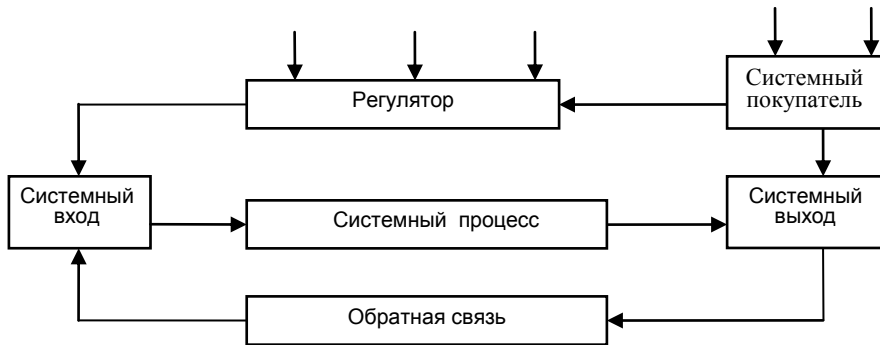 Системный
покупатель
Регулятор
Системный
вход
Системный процесс
Системный
выход
Обратная связь